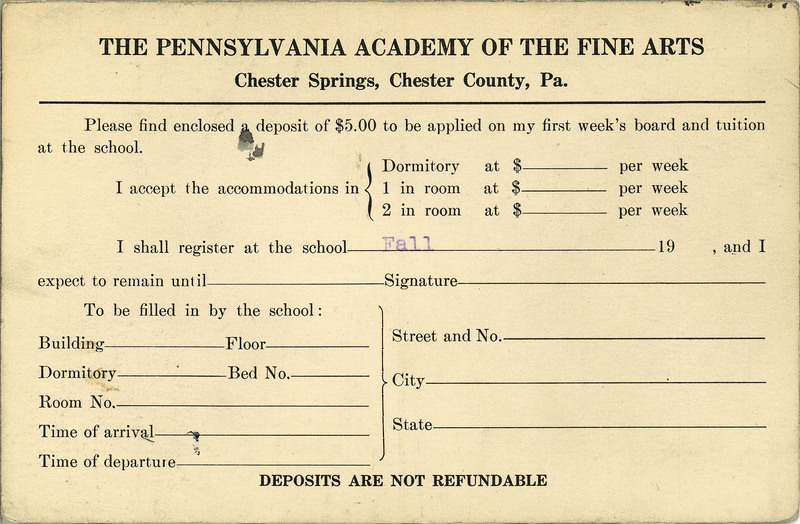 THE PENNSYLVANIA ACADEMY OF THE FINE ARTS
Chester Springs, Chester County, Pa.
Please find enclosed a deposit of $5.00 to be applied on my first week's board and tuition
at the school.
I accept the accommodations in { Dormitory at $ per week
1 in room at $ per week
2 in room at $ per week
I shall register at the school Fall 19 , and I
expect to remain until Signature
To be filled in by the school:
Building Floor
Dormitory Bed No.
Room No.
Time of arrival
Time of departure
Street and No.
City
State
DEPOSITS ARE NOT REFUNDABLE